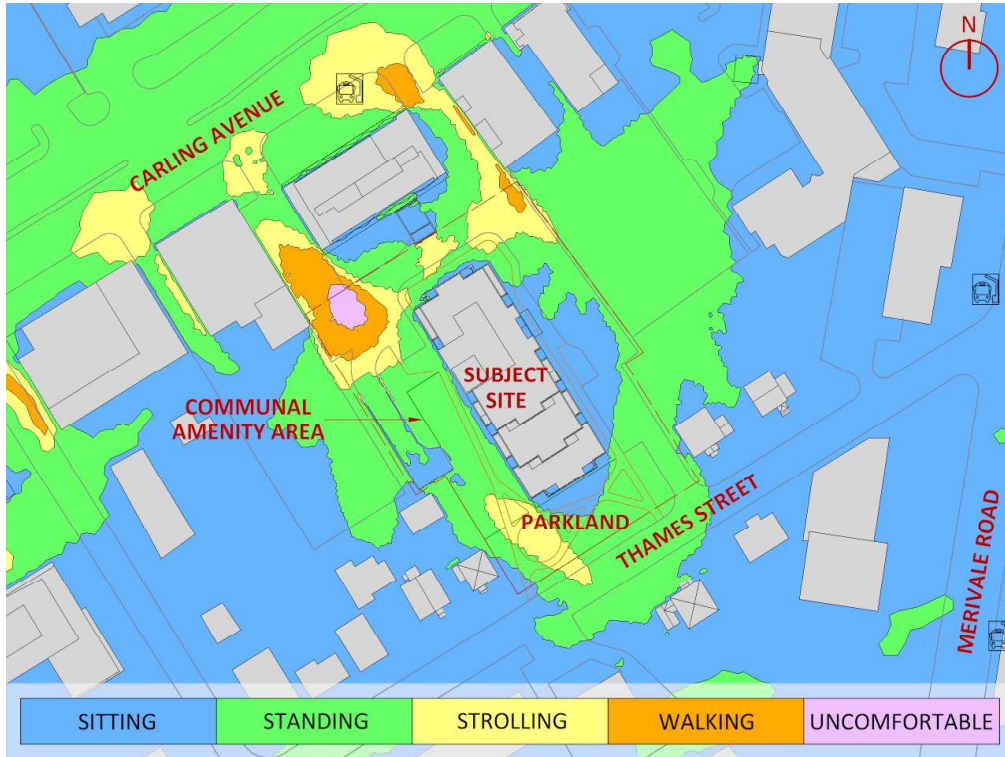 N
CARLING AVENUE
SUBJECT
SITE
COMMUNAL
AMENITY AREA
PARKLAND
THAMES STREET
MERIVALE ROAD
SITTING
STANDING
STROLLING
WALKING
UNCOMFORTABLE